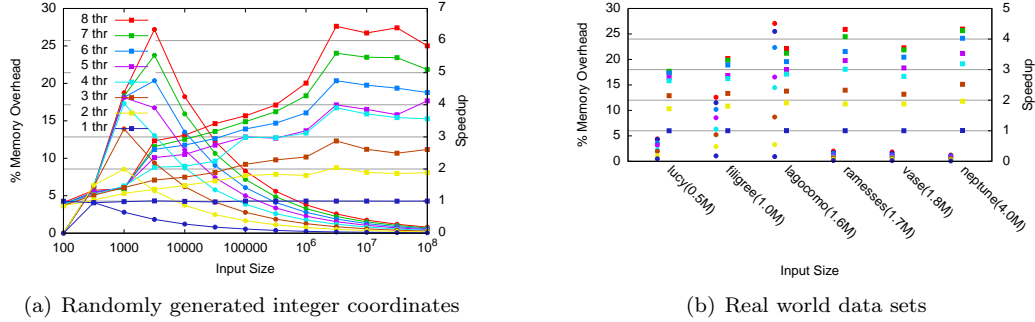 30
25
20
15
10
5
0
% Memory Overhead
8 thr
7 thr
6 thr
5 thr
4 thr
3 thr
2 thr
1 thr
7
6
5
4
3
2
1
0
Speedup
100 1000 10000 100000 10^6 10^7 10^8
Input Size
(a) Randomly generated integer coordinates
30
25
20
15
10
5
0
% Memory Overhead
5
4
3
2
1
0
Speedup
lucy(0.5M)
filigree(1.0M)
lagocomo(1.6M)
ramesses(1.7M)
vase(1.8M)
neptune(4.0M)
Input Size
(b) Real world data sets